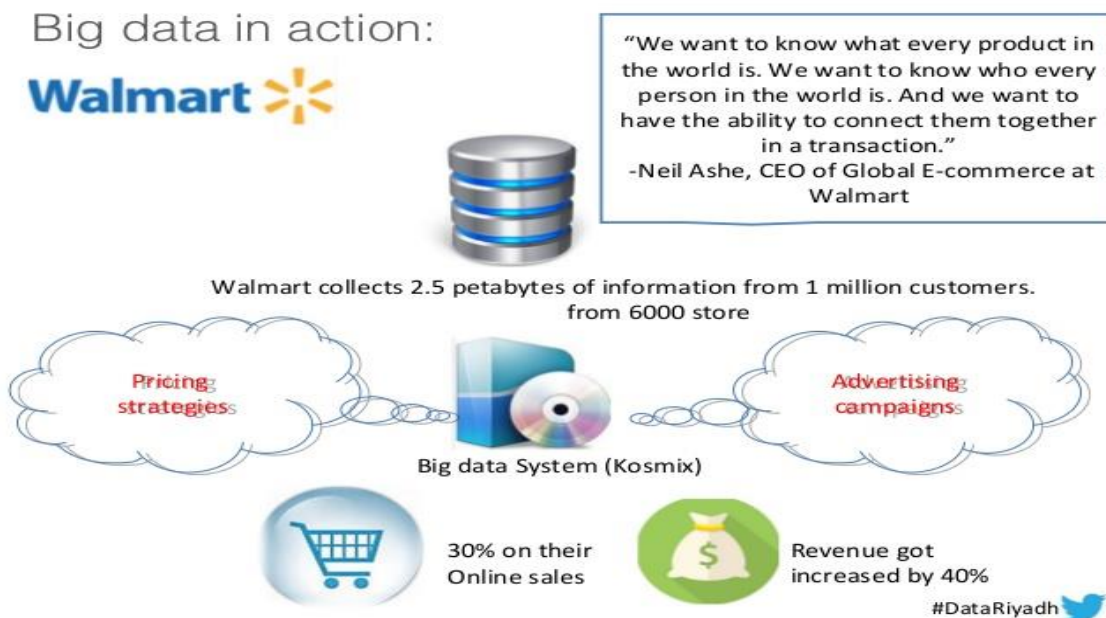 Big data in action:
Walmart
“We want to know what every product in
the world is. We want to know who every
person in the world is. And we want to
have the ability to connect them together
in a transaction.”
-Neil Ashe, CEO of Global E-commerce at
Walmart
Walmart collects 2.5 petabytes of information from 1 million customers.
from 6000 store
Pricing
strategies
Advertising
campaigns
Big data System (Kosmix)
30% on their
Online sales
$
Revenue got
increased by 40%
#DataRiyadh